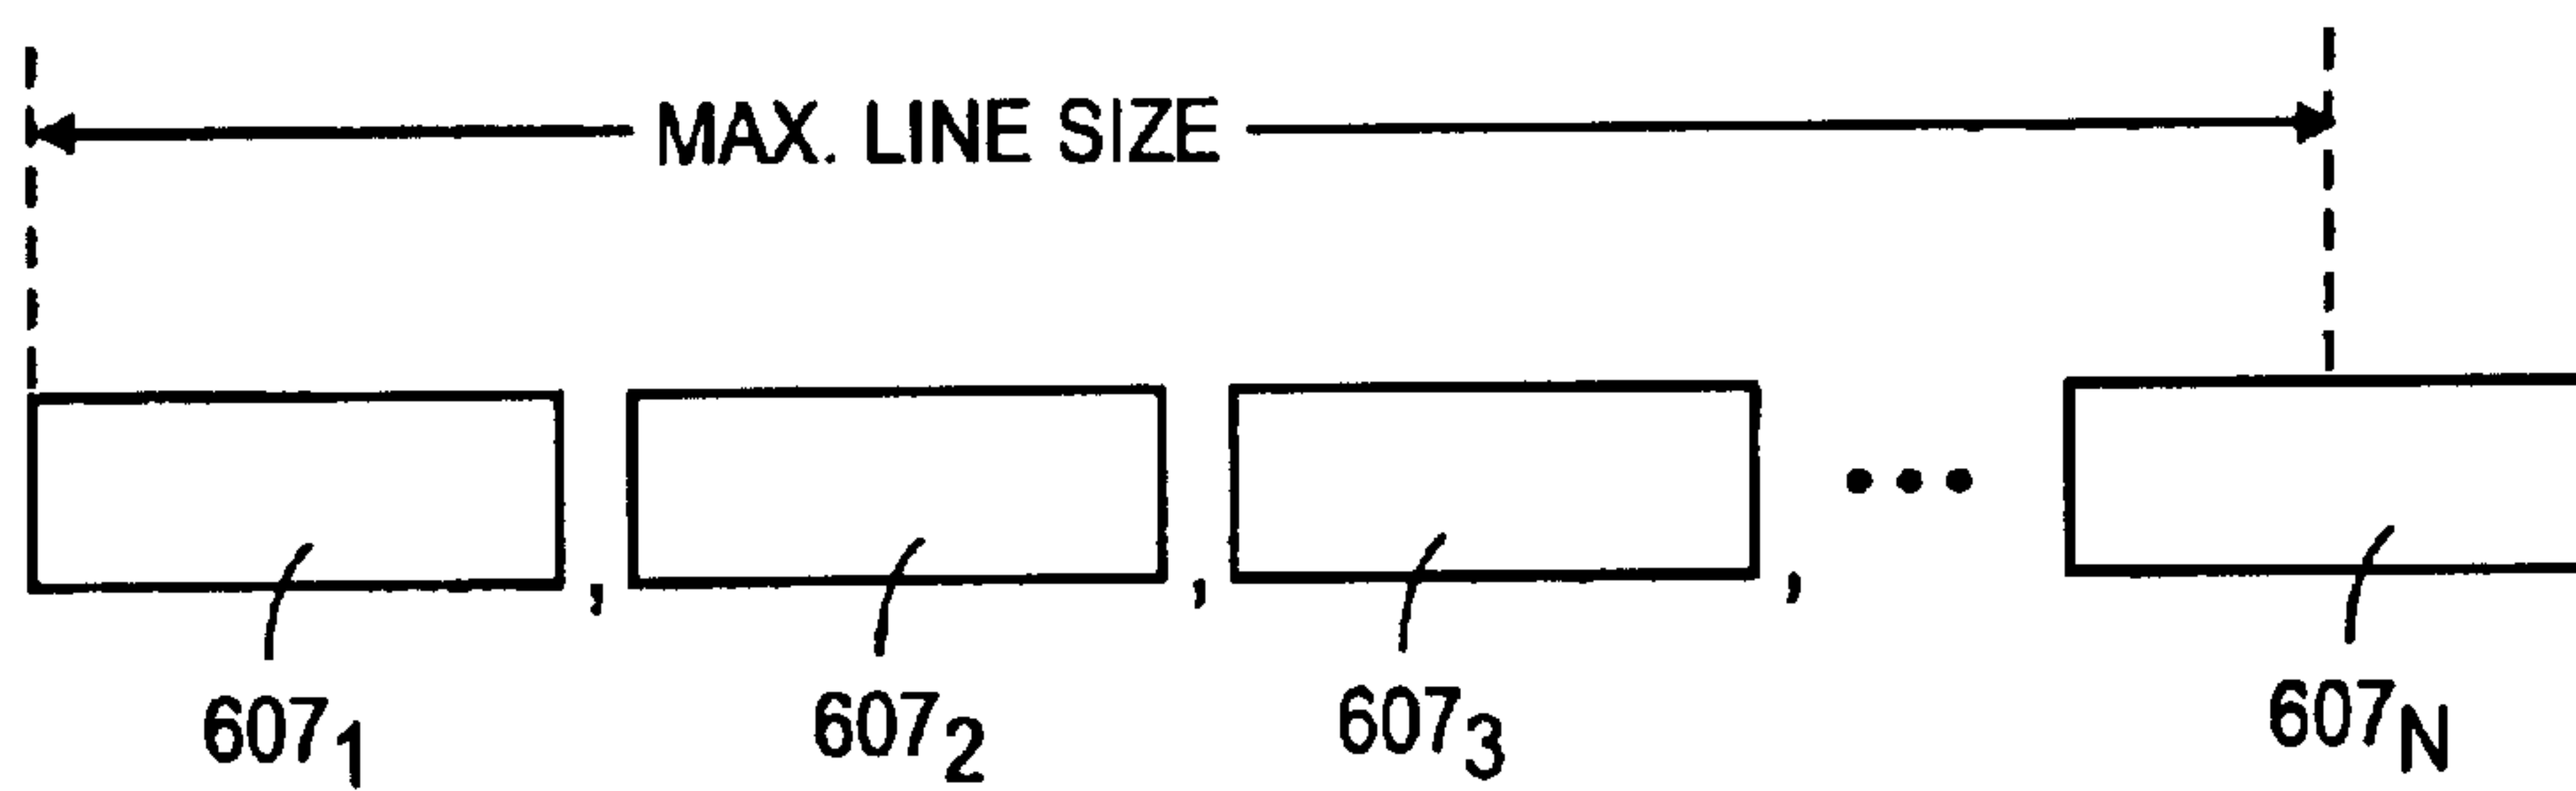 MAX. LINE SIZE
, , , •••
607₁ 607₂ 607₃ 607N